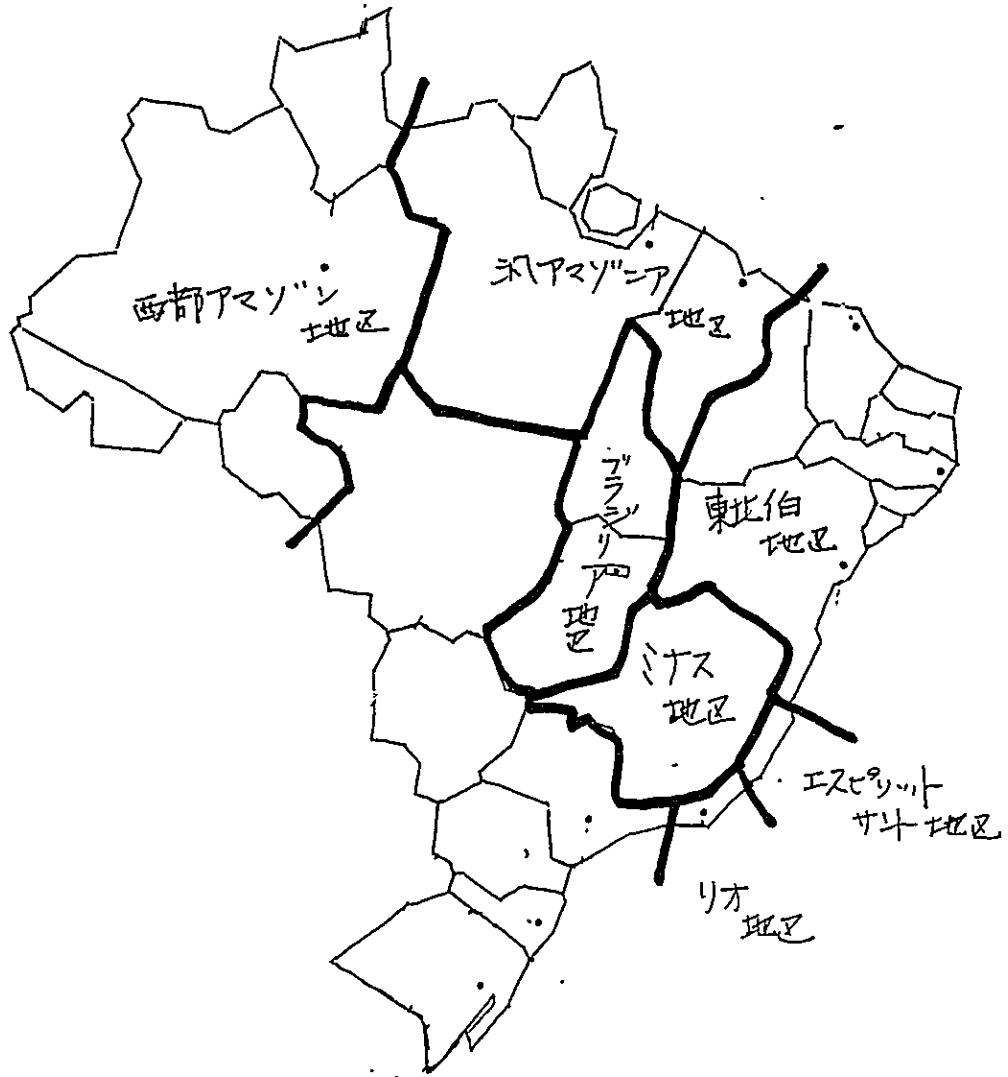 汎アマゾニア
地区
西部アマゾン
地区
ブラジリア
地区
東北伯
地区
ミナス
地区
エスピリット
サント地区
リオ
地区